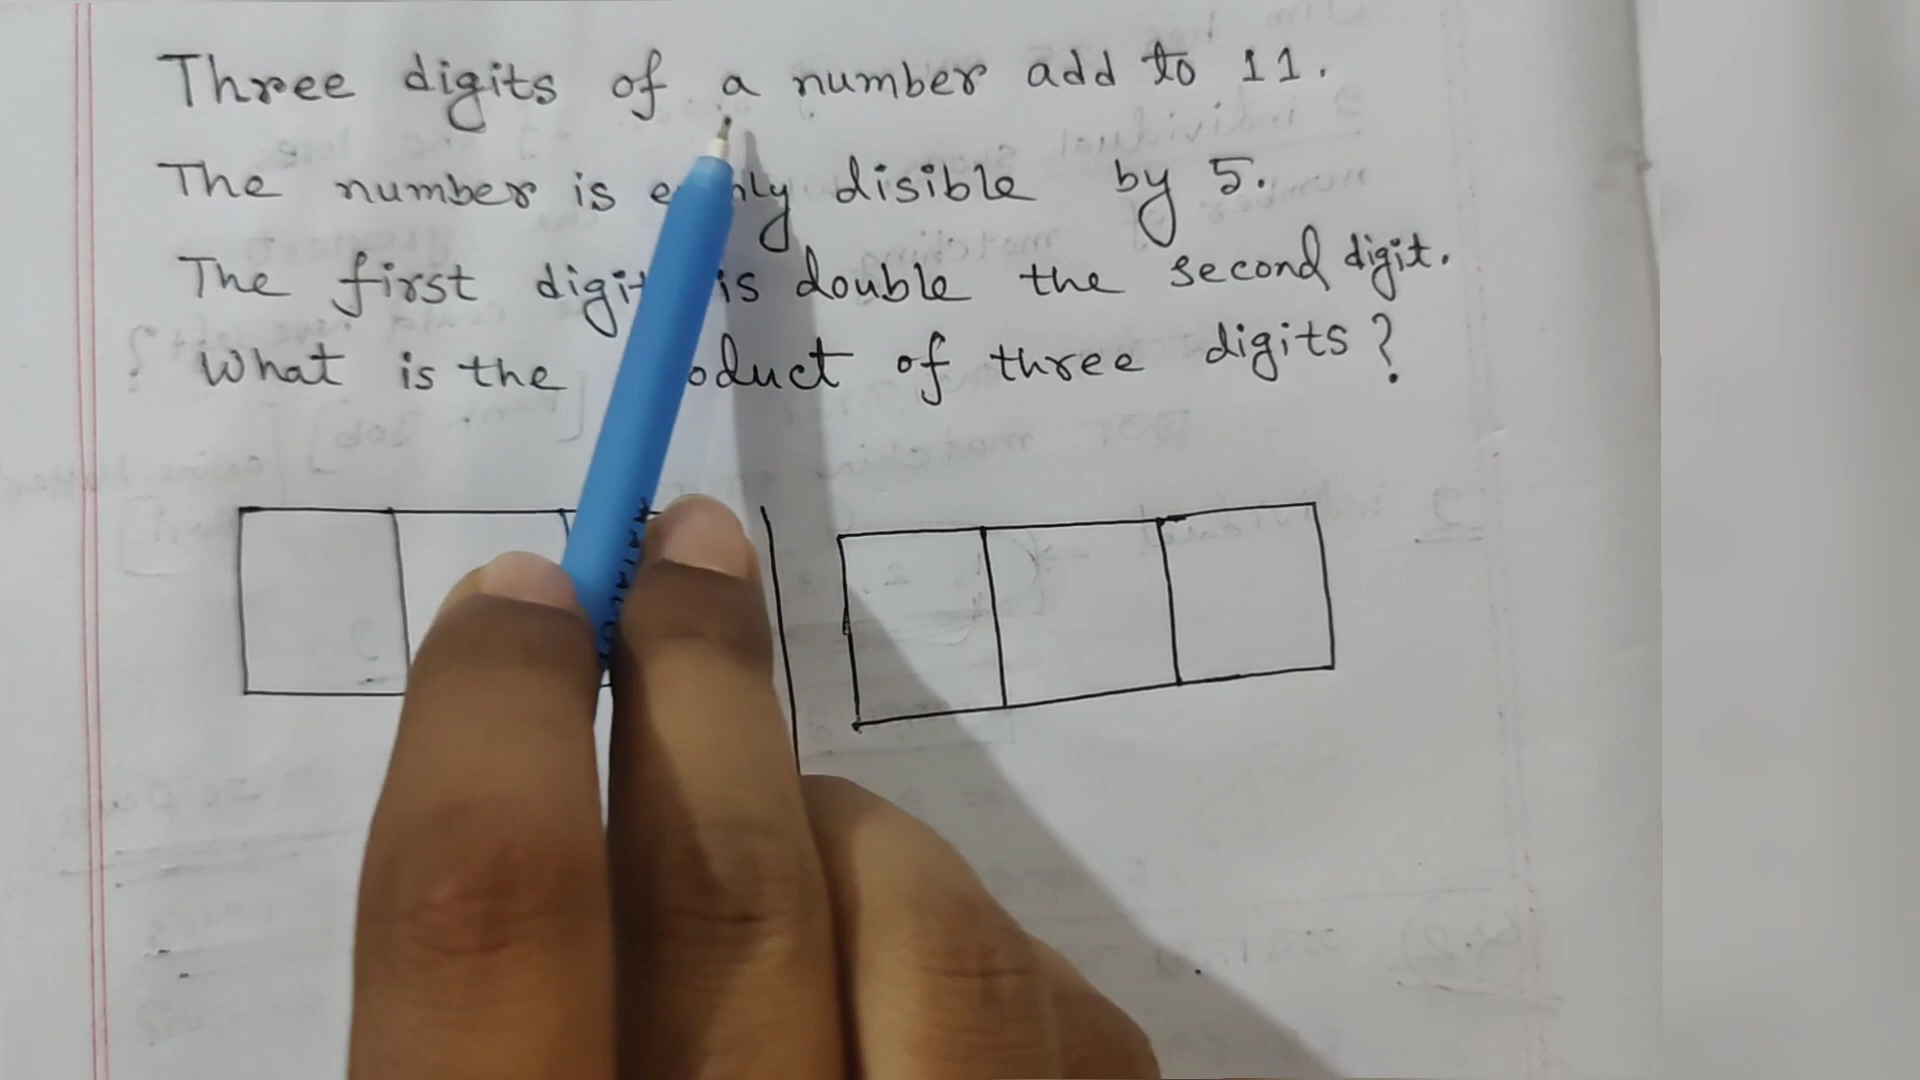 Three digits of a number add to 11.
The number is disible by 5.
The first digit is double the second digit.
What is the of three digits?